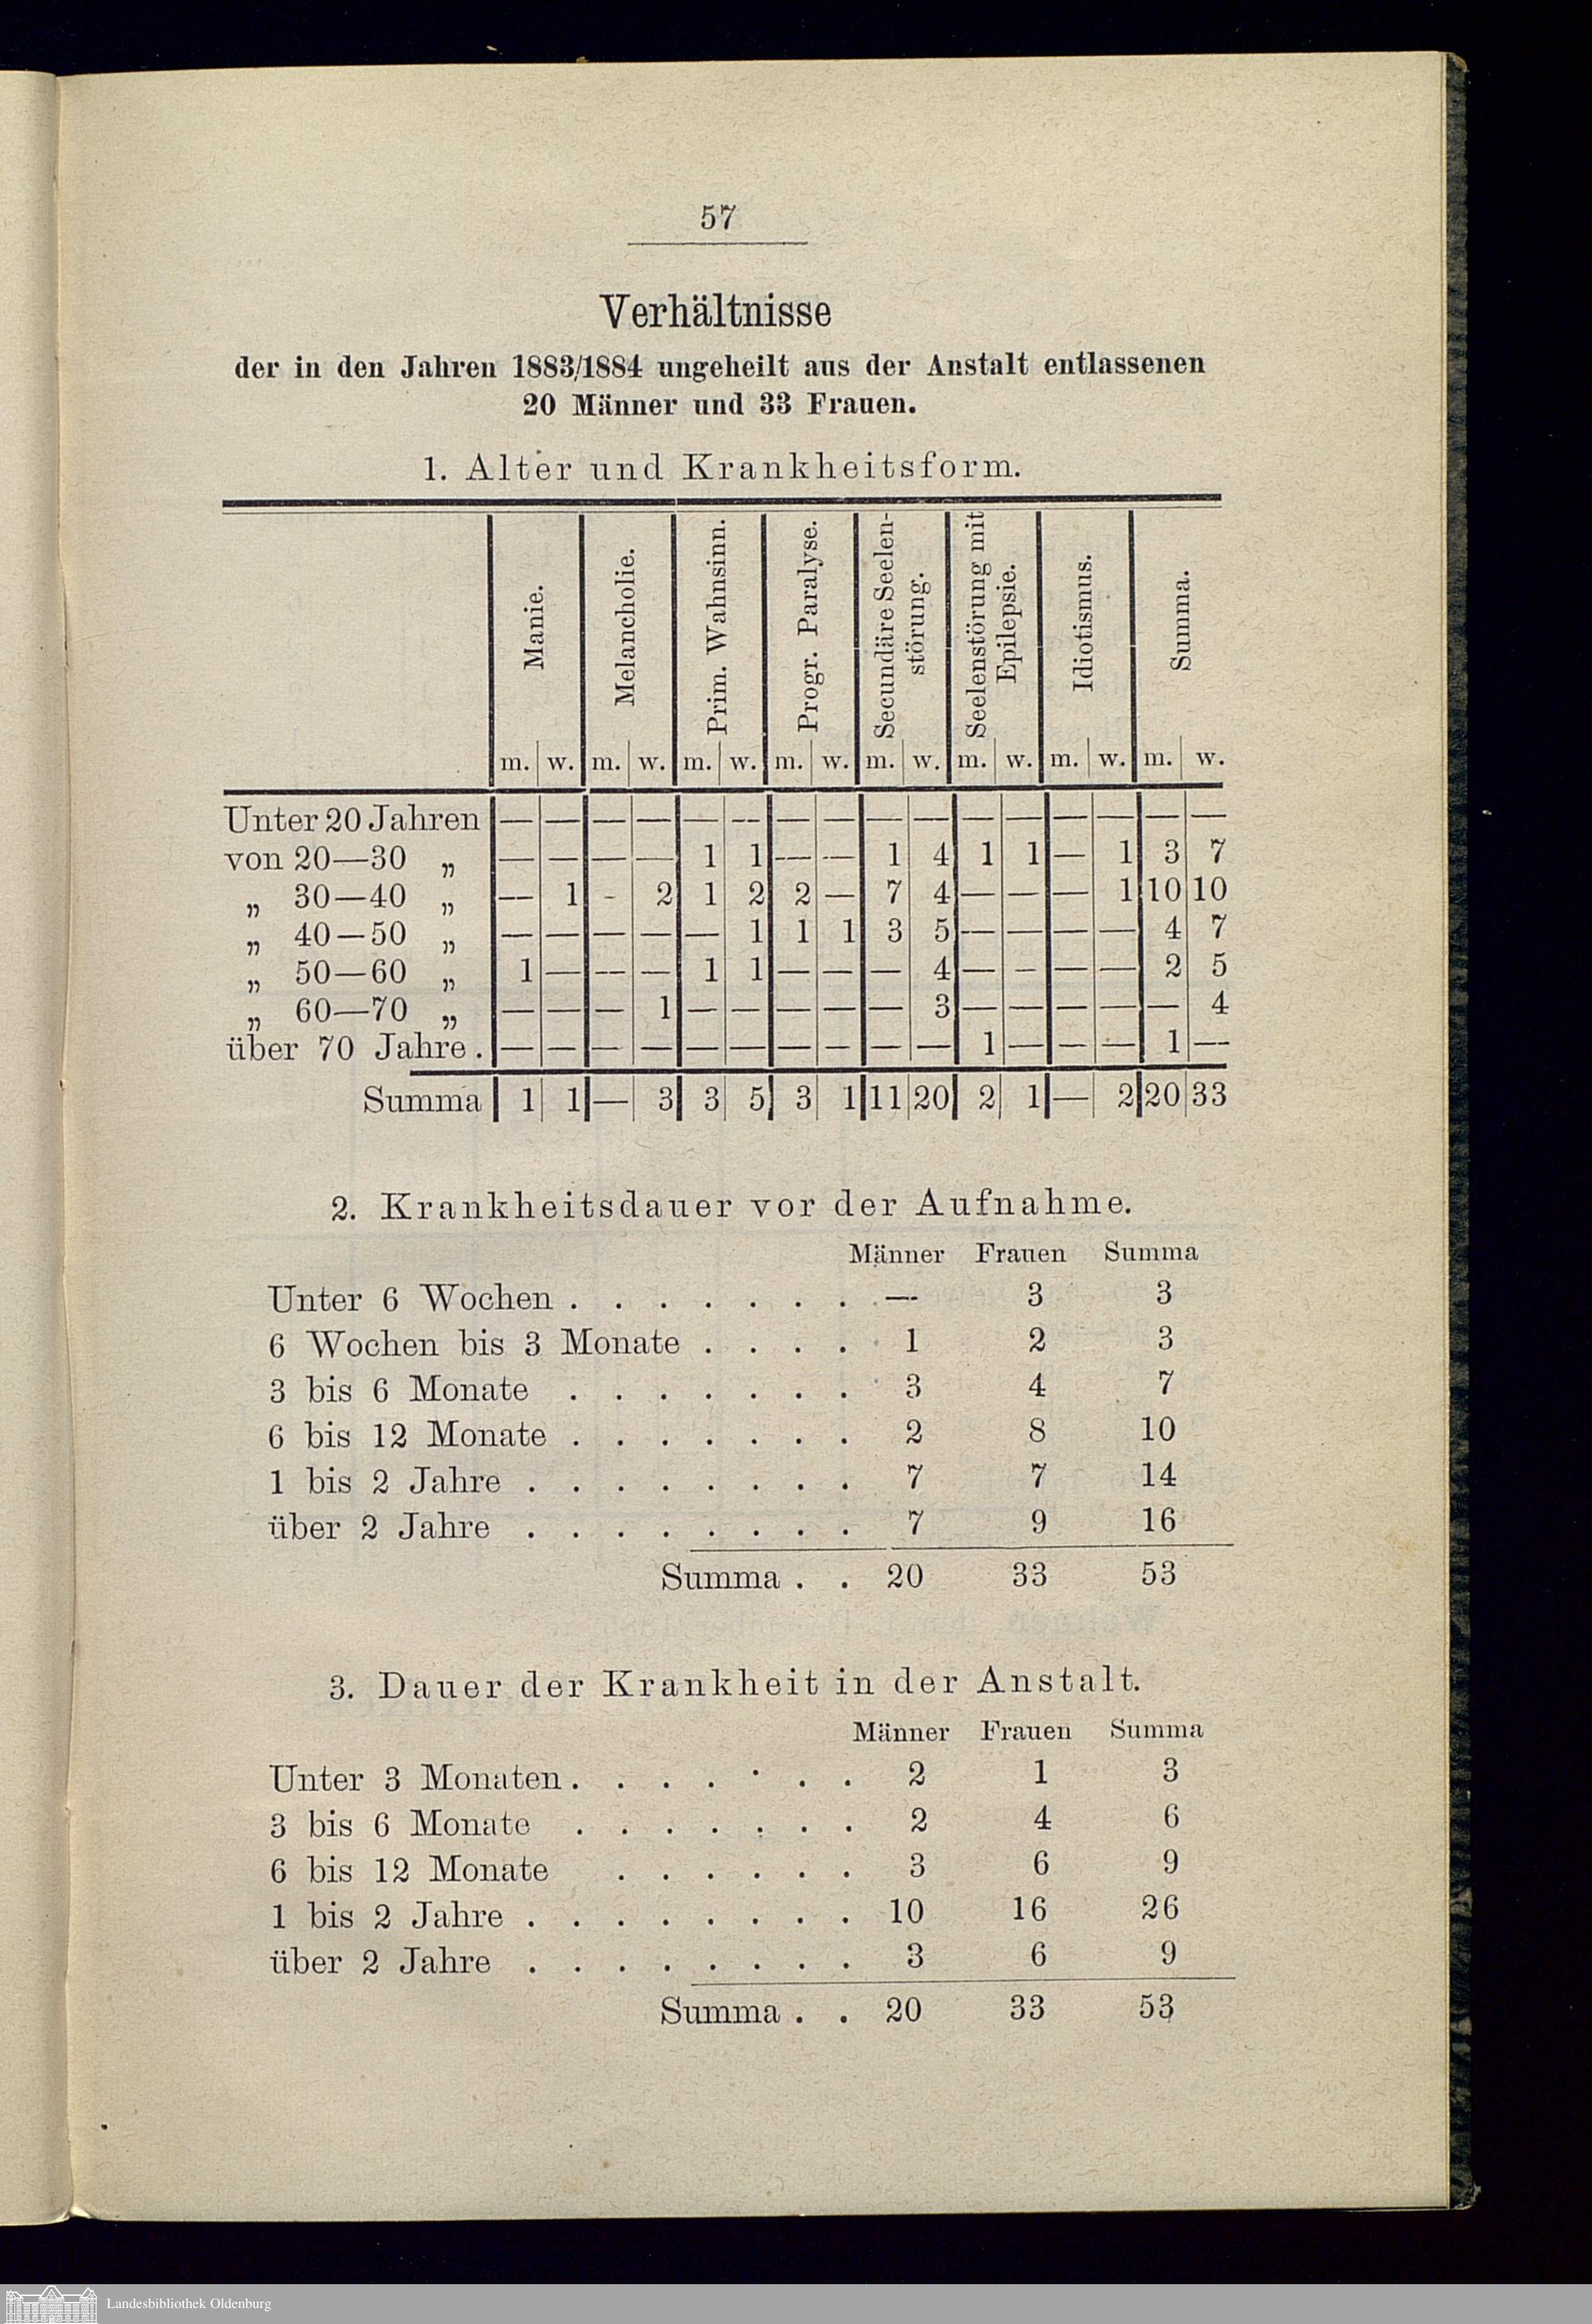 57
Verhältnisse
der in den Jahren 1883/1884 ungeheilt aus der Anstalt entlassenen
20 Männer und 33 Frauen.
1. Alter und Krankheitsform.
Manie. Melancholie. Prim. Wahnsinn. Progr. Paralyse. Secundäre Seelen-störung. Seelenstörung mit Epilepsie. Idiotismus. Summa.
m. w. m. w. m. w. m. w. m. w. m. w. m. w. m. w.
Unter 20 Jahren — — — — — — — — — — — — — — — —
von 20—30 „ — — — — 1 1 — — 1 4 1 1 — 1 3 7
„ 30—40 „ — 1 - 2 1 2 2 — 7 4 — — — 1 10 10
„ 40—50 „ — — — — — 1 1 1 3 5 — — — — 4 7
„ 50—60 „ 1 — — — 1 1 — — — 4 — — — — 2 5
„ 60—70 „ — — — 1 — — — — — 3 — — — — — 4
über 70 Jahre . — — — — — — — — — — 1 — — — 1 —
Summa 1 1 — 3 3 5 3 1 11 20 2 1 — 2 20 33
2. Krankheitsdauer vor der Aufnahme.
Männer Frauen Summa
Unter 6 Wochen . . . . . . . — 3 3
6 Wochen bis 3 Monate . . . . 1 2 3
3 bis 6 Monate . . . . . . . 3 4 7
6 bis 12 Monate . . . . . . . 2 8 10
1 bis 2 Jahre . . . . . . . . 7 7 14
über 2 Jahre . . . . . . . . 7 9 16
Summa . . 20 33 53
3. Dauer der Krankheit in der Anstalt.
Männer Frauen Summa
Unter 3 Monaten . . . . . . . 2 1 3
3 bis 6 Monate . . . . . . . 2 4 6
6 bis 12 Monate . . . . . . 3 6 9
1 bis 2 Jahre . . . . . . . . 10 16 26
über 2 Jahre . . . . . . . . 3 6 9
Summa . . 20 33 53
Landesbibliothek Oldenburg